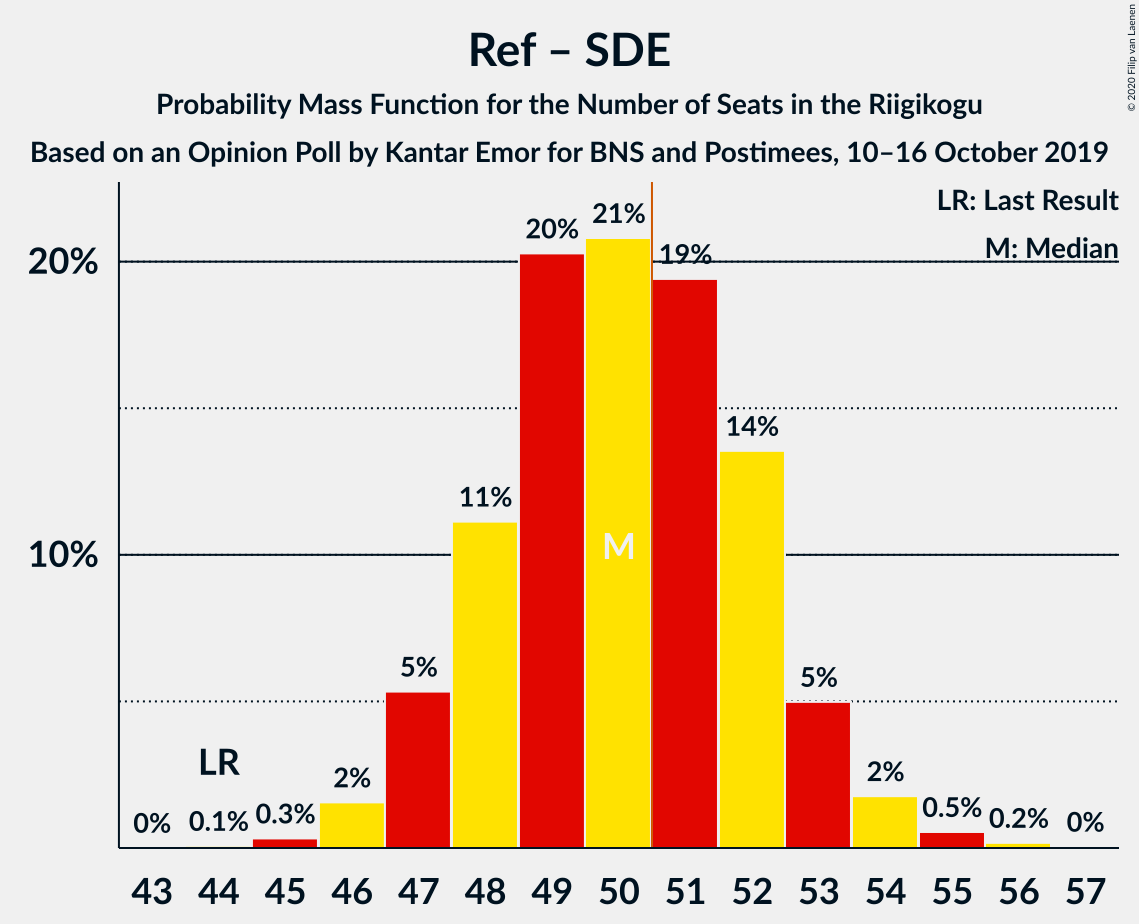 Ref – SDE
Probability Mass Function for the Number of Seats in the Riigikogu
Based on an Opinion Poll by Kantar Emor for BNS and Postimees, 10–16 October 2019
© 2020 Filip van Laenen
LR: Last Result
M: Median
20%
10%
0%
0.1%
0.3%
2%
5%
11%
20%
21%
19%
14%
5%
2%
0.5%
0.2%
0%
LR
M
43 44 45 46 47 48 49 50 51 52 53 54 55 56 57